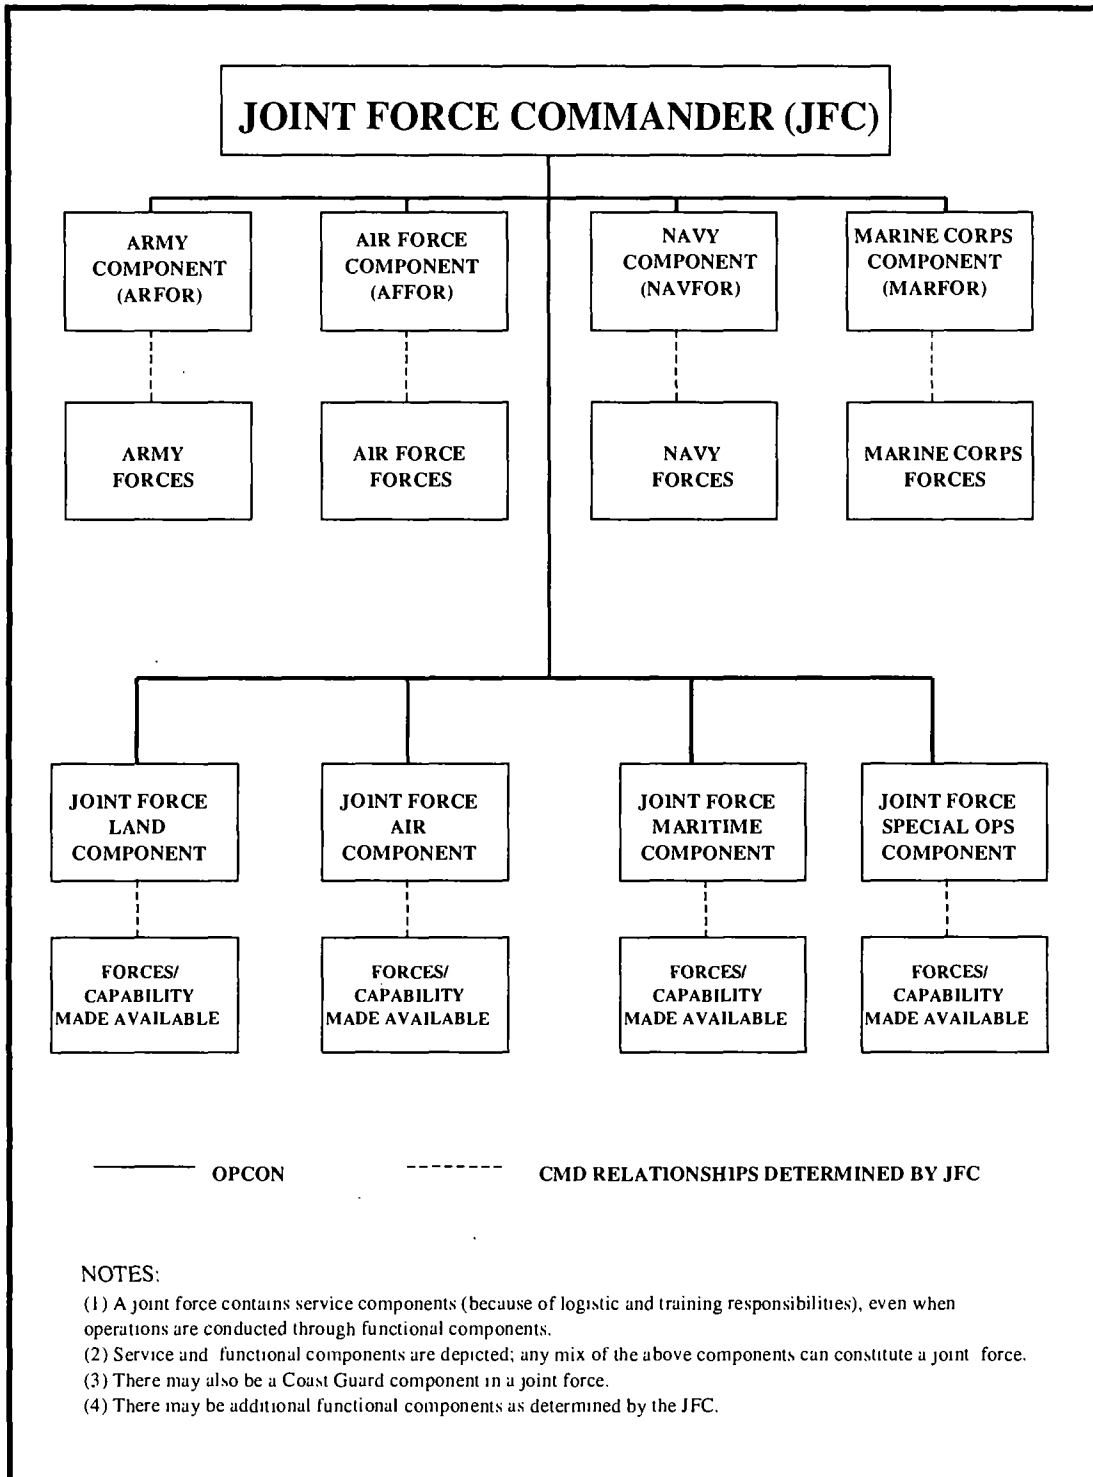 JOINT FORCE COMMANDER (JFC)
ARMY
COMPONENT
(ARFOR)
AIR FORCE
COMPONENT
(AFFOR)
NAVY
COMPONENT
(NAVFOR)
MARINE CORPS
COMPONENT
(MARFOR)
ARMY
FORCES
AIR FORCE
FORCES
NAVY
FORCES
MARINE CORPS
FORCES
JOINT FORCE
LAND
COMPONENT
JOINT FORCE
AIR
COMPONENT
JOINT FORCE
MARITIME
COMPONENT
JOINT FORCE
SPECIAL OPS
COMPONENT
FORCES/
CAPABILITY
MADE AVAILABLE
FORCES/
CAPABILITY
MADE AVAILABLE
FORCES/
CAPABILITY
MADE AVAILABLE
FORCES/
CAPABILITY
MADE AVAILABLE
OPCON
CMD RELATIONSHIPS DETERMINED BY JFC
NOTES:
(1) A joint force contains service components (because of logistic and training responsibilities), even when
operations are conducted through functional components.
(2) Service and functional components are depicted; any mix of the above components can constitute a joint force.
(3) There may also be a Coast Guard component in a joint force.
(4) There may be additional functional components as determined by the JFC.